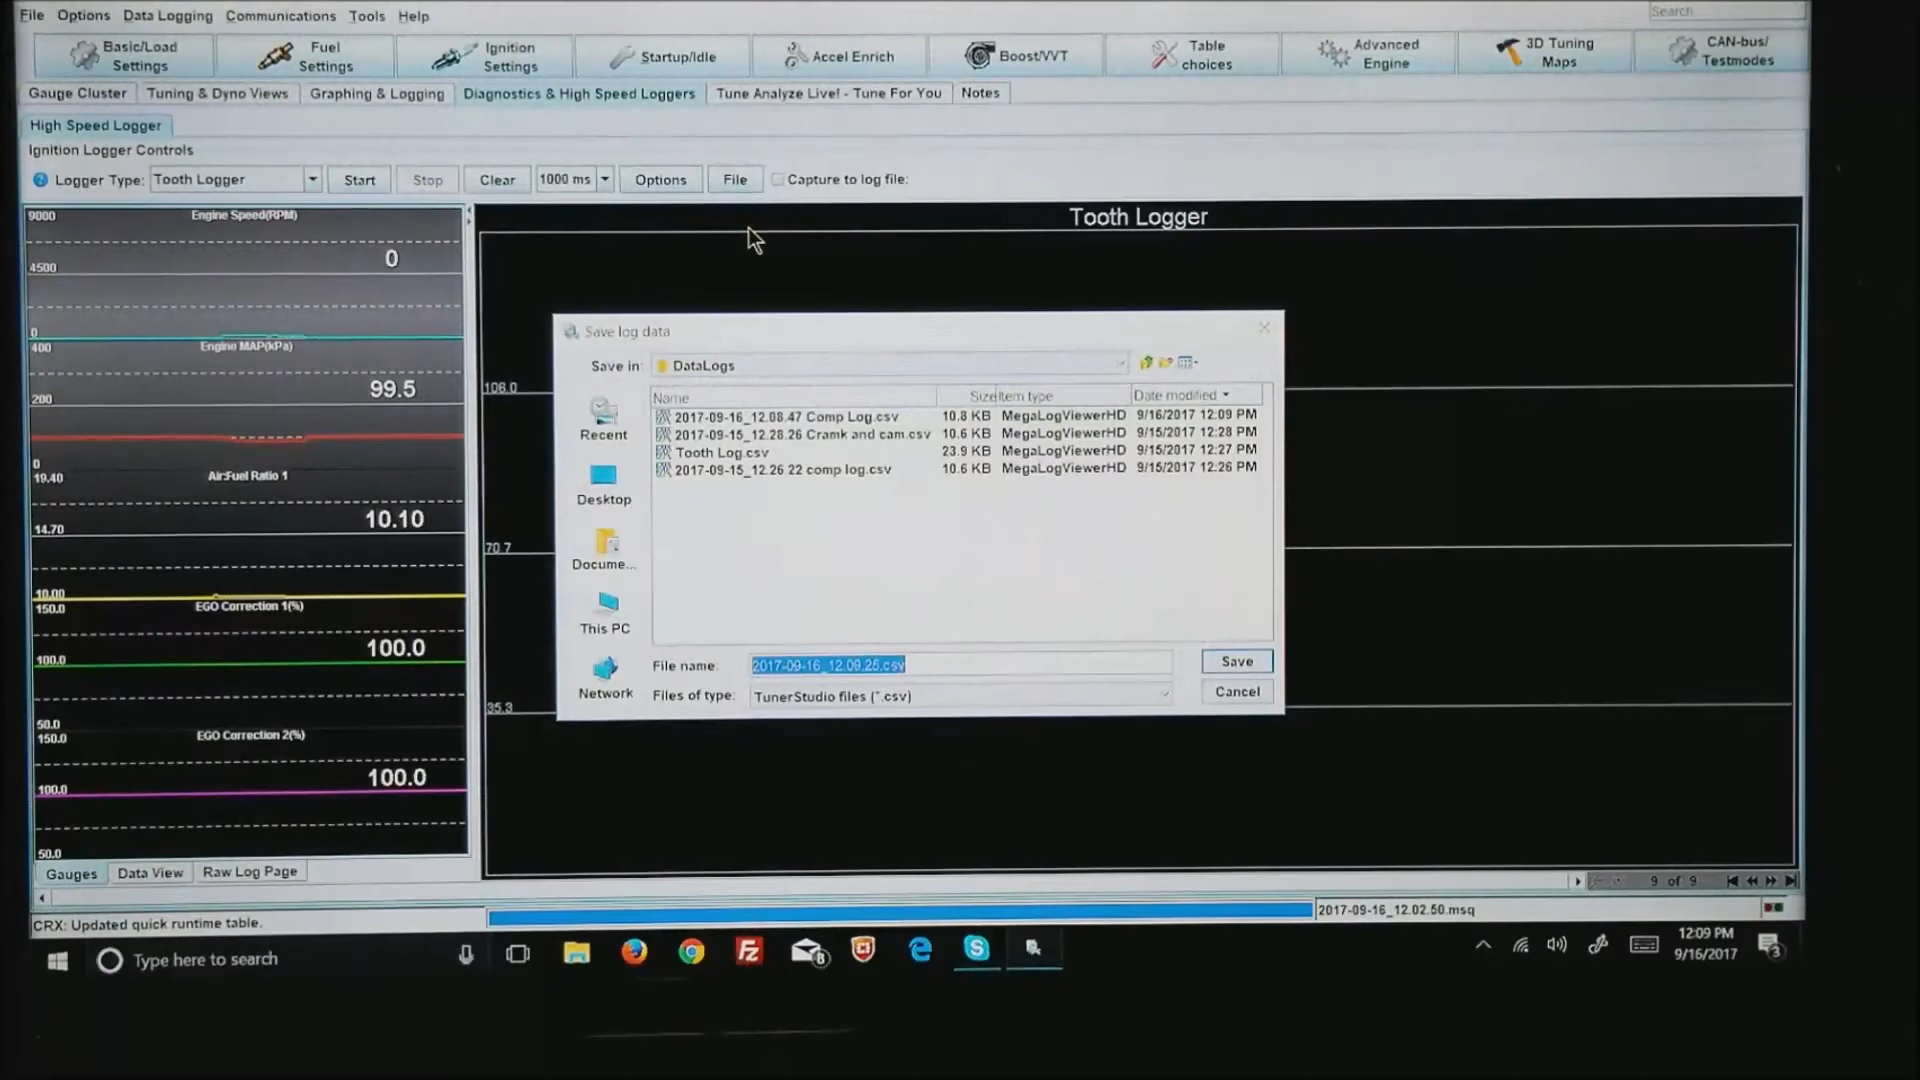 File Options Data Logging Communications Tools Help Search
Basic/Load Settings
Fuel Settings
Ignition Settings
Startup/Idle
Accel Enrich
Boost/VVT
Table choices
Advanced Engine
3D Tuning Maps
CAN-bus/ Testmodes
Gauge Cluster Tuning & Dyno Views Graphing & Logging Diagnostics & High Speed Loggers Tune Analyze Live! - Tune For You Notes
High Speed Logger
Ignition Logger Controls
Logger Type: Tooth Logger Start Stop Clear 1000 ms Options File Capture to log file:
9000 Engine Speed(RPM)
0
4500
0
400 Engine MAP(kPa)
99.5
200
0
19.40 Air:Fuel Ratio 1
10.10
14.70
10.00
150.0 EGO Correction 1(%)
100.0
100.0
50.0
150.0 EGO Correction 2(%)
100.0
100.0
50.0
Gauges Data View Raw Log Page
Tooth Logger
106.0
70.7
35.3
Save log data
Save in: DataLogs
Name Size Item type Date modified
2017-09-16_12.08.47 Comp Log.csv 10.8 KB MegaLogViewerHD 9/16/2017 12:09 PM
2017-09-15_12.28.26 Cramk and cam.csv 10.6 KB MegaLogViewerHD 9/15/2017 12:28 PM
Tooth Log.csv 23.9 KB MegaLogViewerHD 9/15/2017 12:27 PM
2017-09-15_12.26 22 comp log.csv 10.6 KB MegaLogViewerHD 9/15/2017 12:26 PM
Recent
Desktop
Docume...
This PC
Network
File name: 2017-09-16_12.09.25.csv Save
Files of type: TunerStudio files (*.csv) Cancel
9 of 9
CRX: Updated quick runtime table. 2017-09-16_12.02.50.msq
Type here to search
12:09 PM
9/16/2017
3